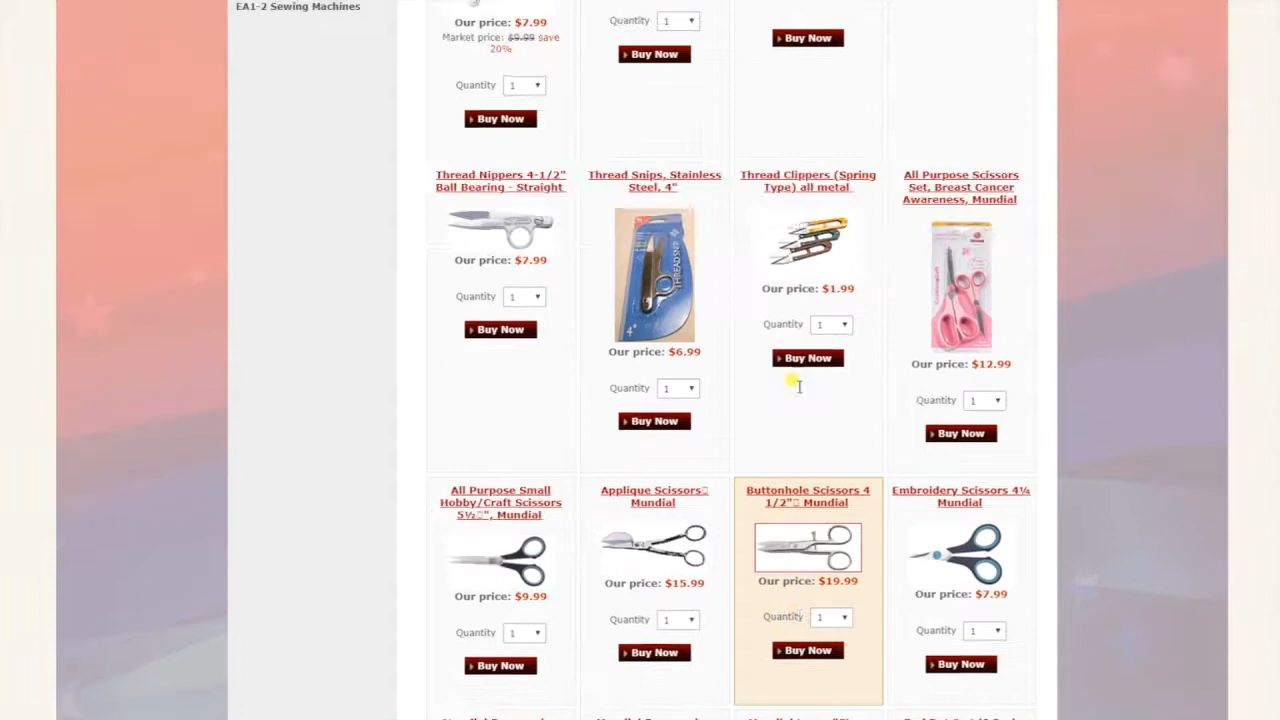 EA1-2 Sewing Machines
Our price: $7.99
Market price: $9.99 save
20%
Quantity 1
Buy Now
Quantity 1
Buy Now
Buy Now
Thread Nippers 4-1/2"
Ball Bearing - Straight
Our price: $7.99
Quantity 1
Buy Now
Thread Snips, Stainless
Steel, 4"
THREAD SNIP
4"
Our price: $6.99
Quantity 1
Buy Now
Thread Clippers (Spring
Type) all metal
Our price: $1.99
Quantity 1
Buy Now
All Purpose Scissors
Set, Breast Cancer
Awareness, Mundial
Our price: $12.99
Quantity 1
Buy Now
All Purpose Small
Hobby/Craft Scissors
5½", Mundial
Our price: $9.99
Quantity 1
Buy Now
Applique Scissors
Mundial
Our price: $15.99
Quantity 1
Buy Now
Buttonhole Scissors 4
1/2" Mundial
Our price: $19.99
Quantity 1
Buy Now
Embroidery Scissors 4¼
Mundial
Our price: $7.99
Quantity 1
Buy Now